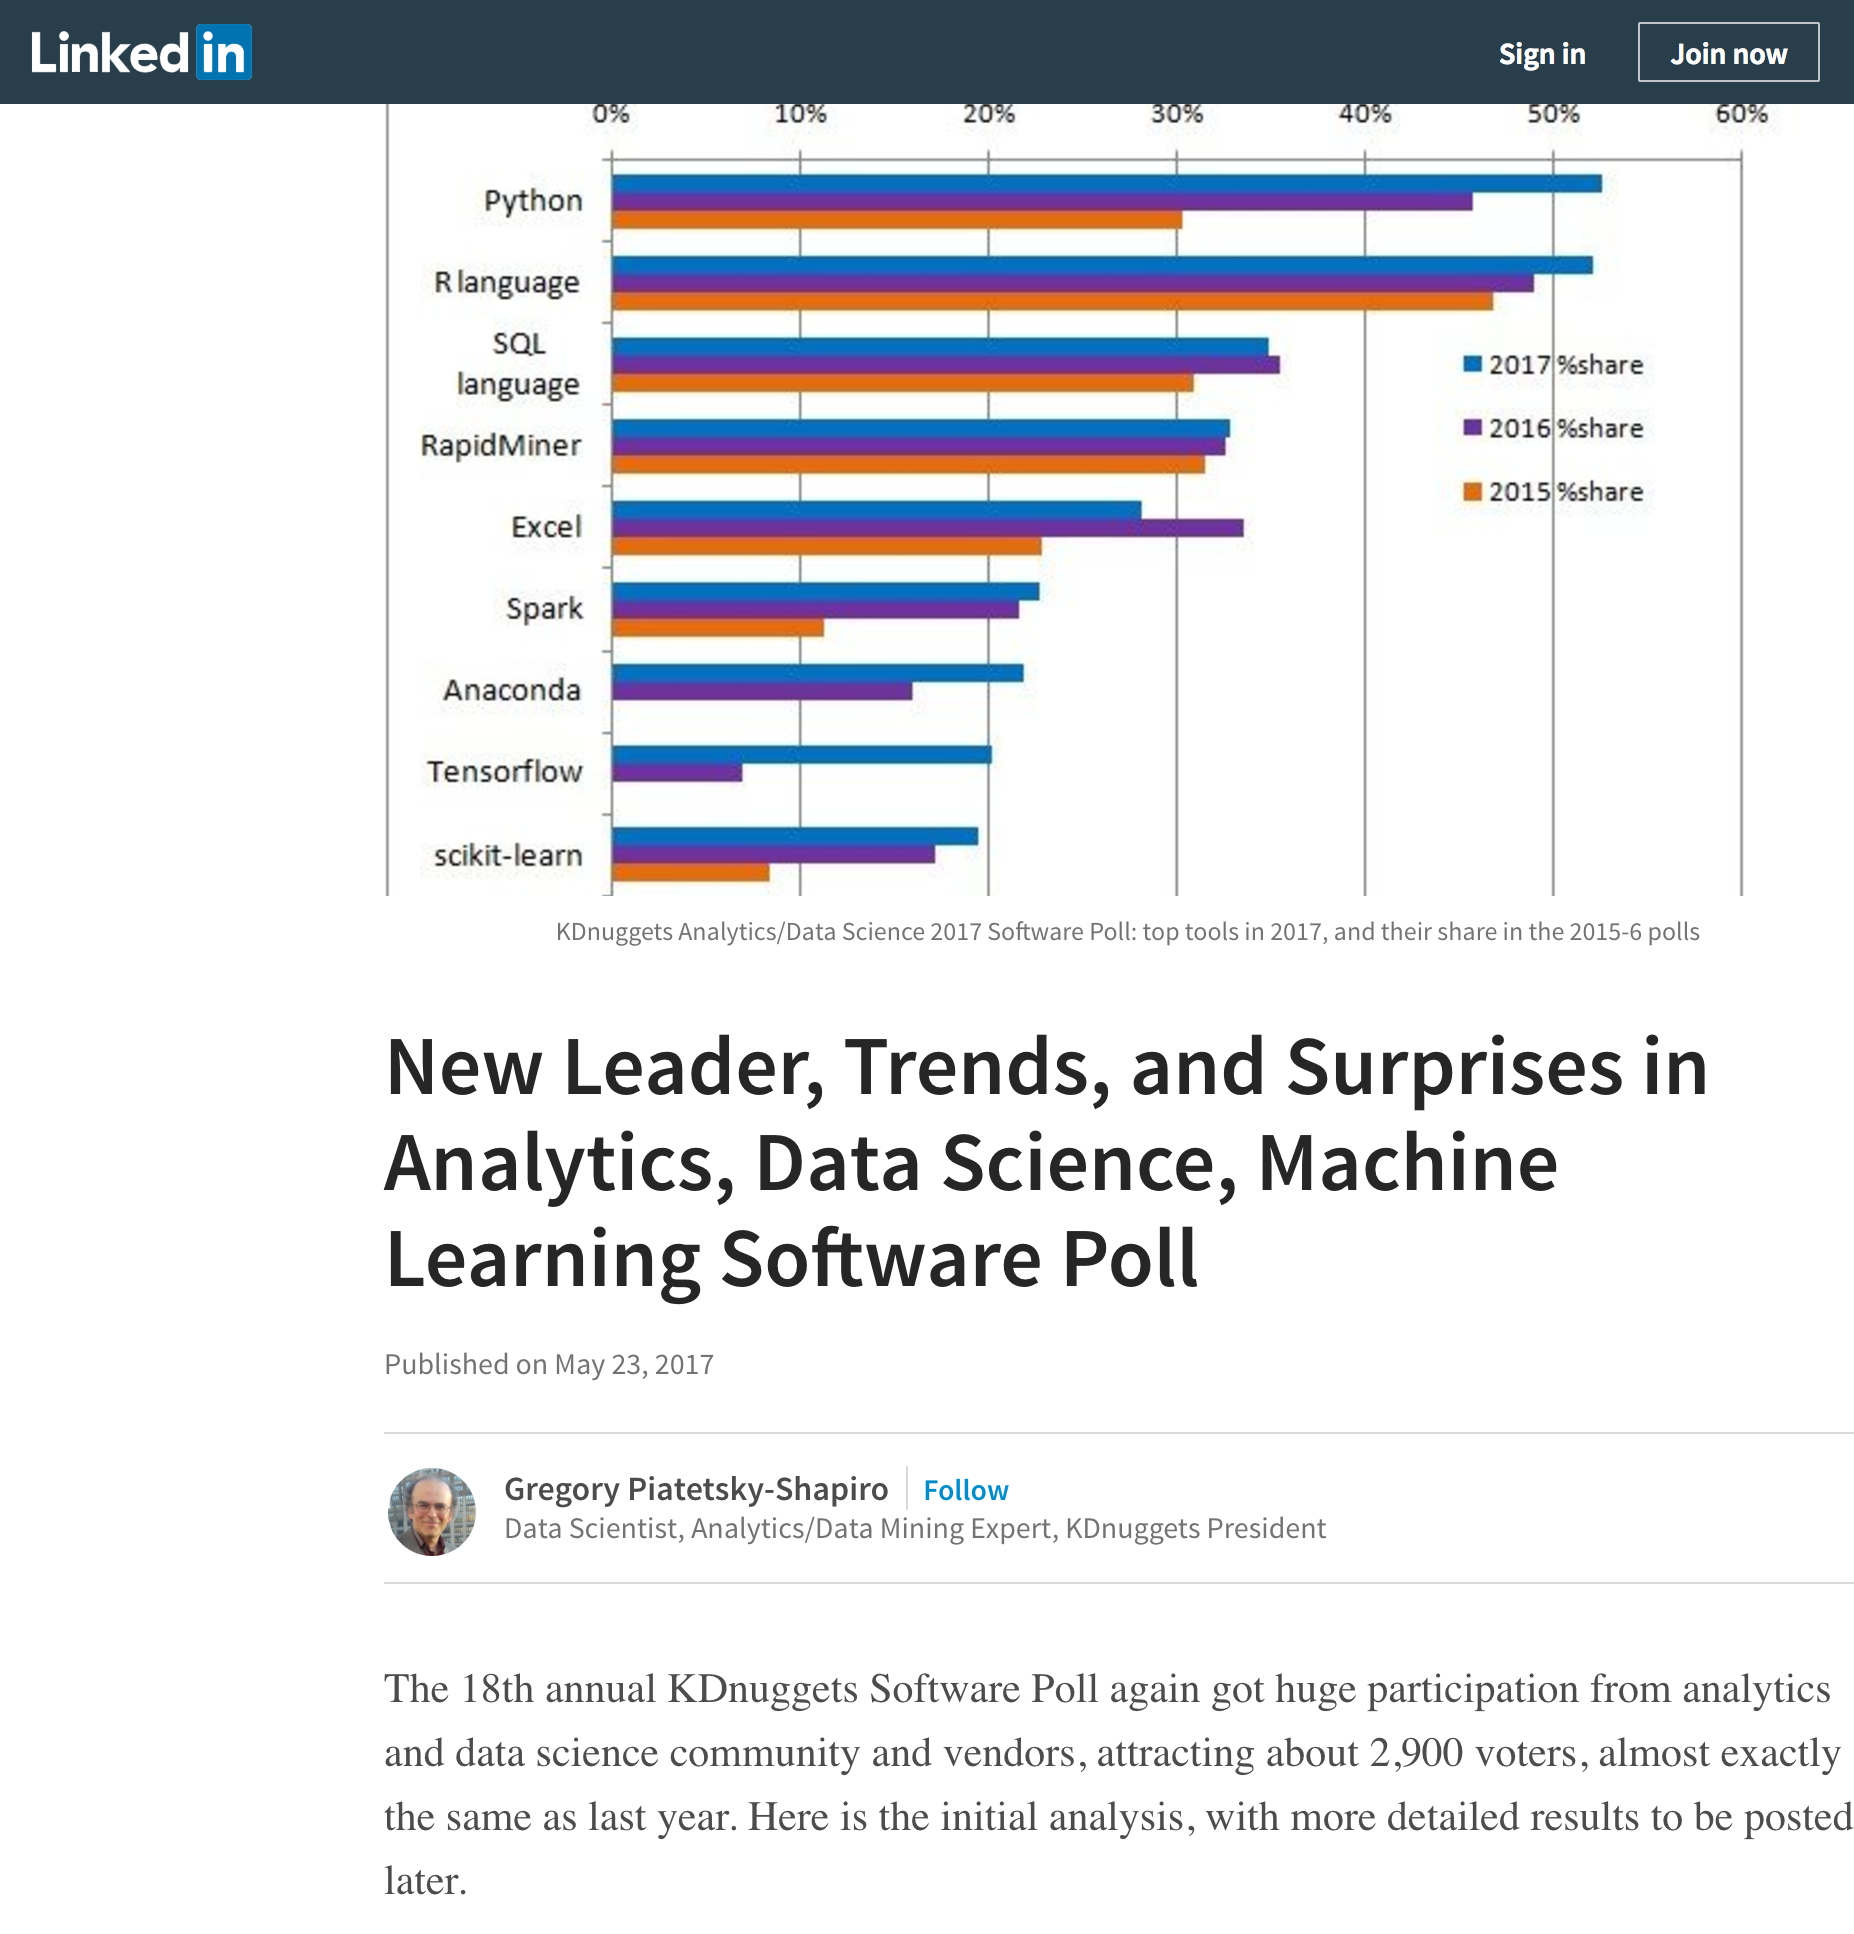 Linked in
Sign in
Join now
0% 10% 20% 30% 40% 50% 60%
Python
R language
SQL
language
RapidMiner
Excel
Spark
Anaconda
Tensorflow
scikit-learn
2017 %share
2016 %share
2015 %share
KDnuggets Analytics/Data Science 2017 Software Poll: top tools in 2017, and their share in the 2015-6 polls
New Leader, Trends, and Surprises in
Analytics, Data Science, Machine
Learning Software Poll
Published on May 23, 2017
Gregory Piatetsky-Shapiro
Follow
Data Scientist, Analytics/Data Mining Expert, KDnuggets President
The 18th annual KDnuggets Software Poll again got huge participation from analytics
and data science community and vendors, attracting about 2,900 voters, almost exactly
the same as last year. Here is the initial analysis, with more detailed results to be posted
later.